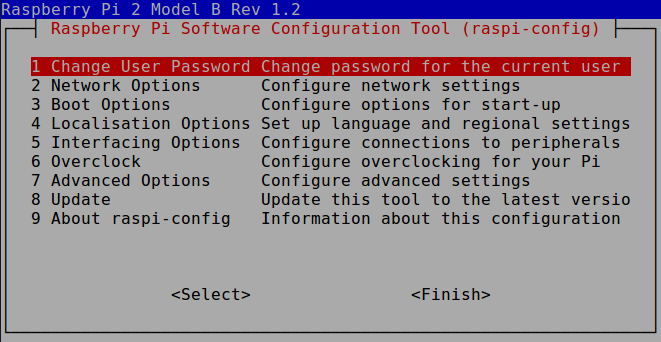 Raspberry Pi 2 Model B Rev 1.2
Raspberry Pi Software Configuration Tool (raspi-config)
1 Change User Password Change password for the current user
2 Network Options Configure network settings
3 Boot Options Configure options for start-up
4 Localisation Options Set up language and regional settings
5 Interfacing Options Configure connections to peripherals
6 Overclock Configure overclocking for your Pi
7 Advanced Options Configure advanced settings
8 Update Update this tool to the latest versio
9 About raspi-config Information about this configuration
<Select> <Finish>